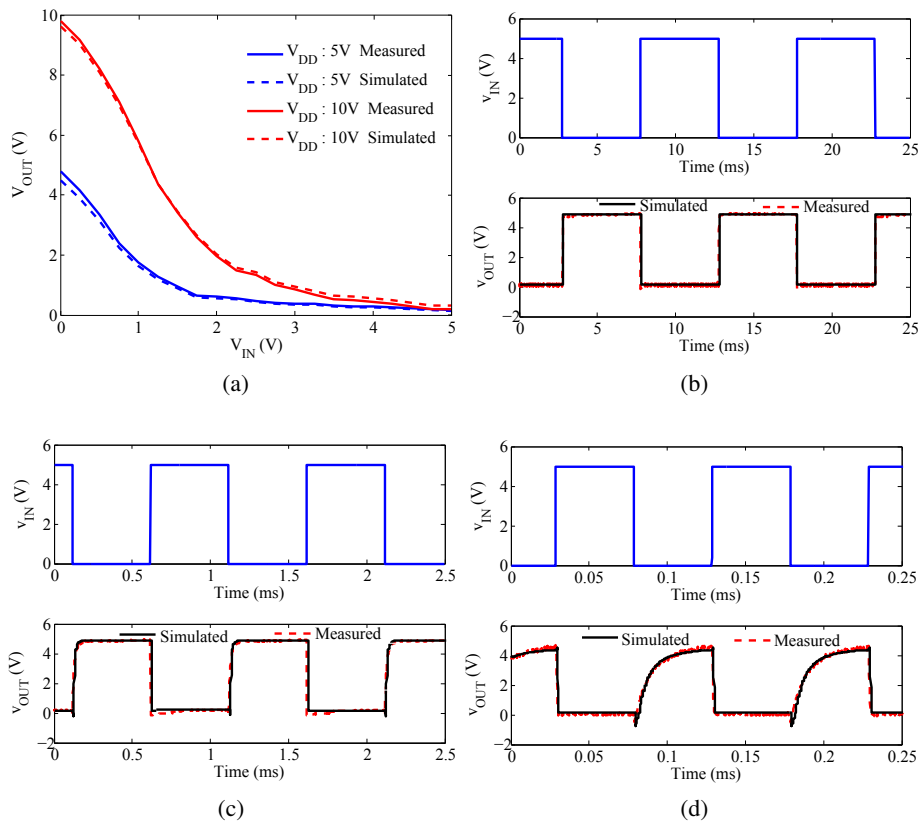 10
8
6
4
2
0
V_OUT (V)
V_DD : 5V Measured
V_DD : 5V Simulated
V_DD : 10V Measured
V_DD : 10V Simulated
0 1 2 3 4 5
V_IN (V)
(a)
6
4
2
0
v_IN (V)
0 5 10 15 20 25
Time (ms)
6
4
2
0
−2
v_OUT (V)
Simulated Measured
0 5 10 15 20 25
Time (ms)
(b)
6
4
2
0
v_IN (V)
0 0.5 1 1.5 2 2.5
Time (ms)
6
4
2
0
−2
v_OUT (V)
Simulated Measured
0 0.5 1 1.5 2 2.5
Time (ms)
(c)
6
4
2
0
v_IN (V)
0 0.05 0.1 0.15 0.2 0.25
Time (ms)
6
4
2
0
−2
v_OUT (V)
Simulated Measured
0 0.05 0.1 0.15 0.2 0.25
Time (ms)
(d)